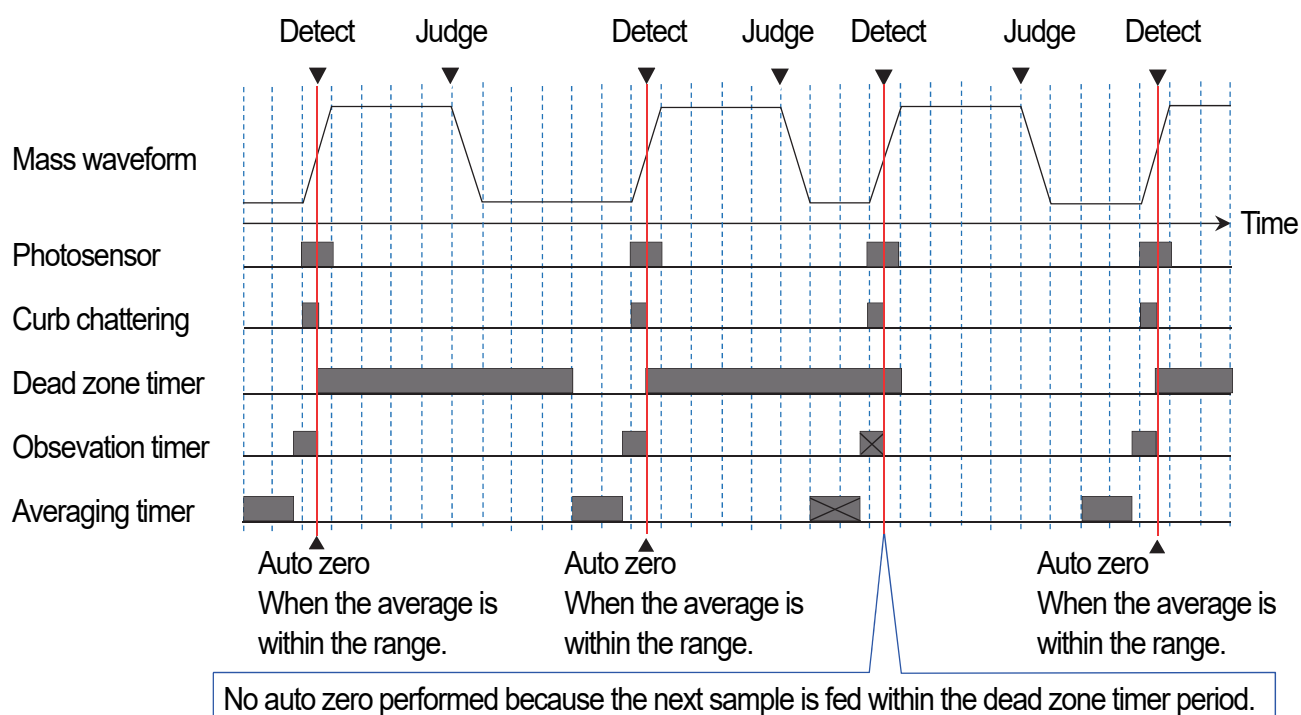 Detect Judge Detect Judge Detect Judge Detect
Mass waveform
Time
Photosensor
Curb chattering
Dead zone timer
Obsevation timer
Averaging timer
Auto zero
When the average is
within the range.
Auto zero
When the average is
within the range.
Auto zero
When the average is
within the range.
No auto zero performed because the next sample is fed within the dead zone timer period.